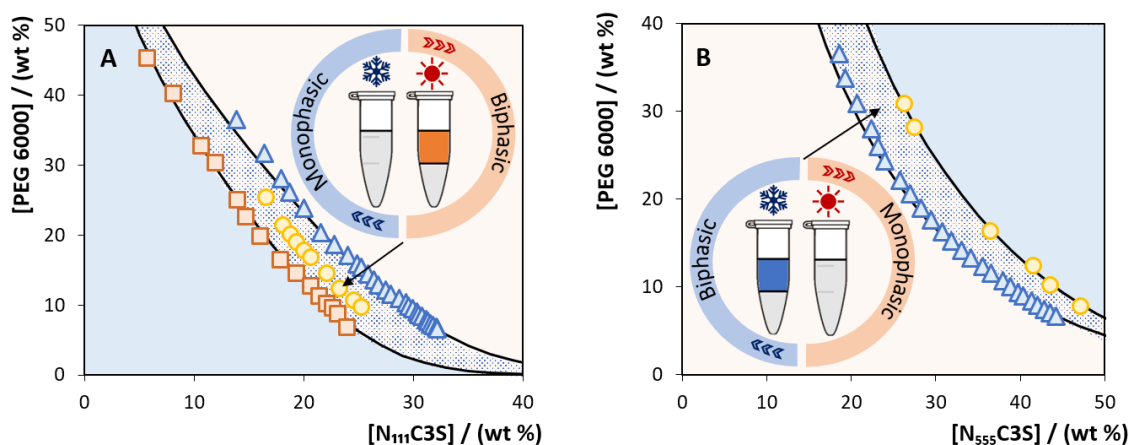 A
[PEG 6000] / (wt %)
50
40
30
20
10
0
Monophasic
Biphasic
0 10 20 30 40
[N₁₁₁C3S] / (wt %)
B
[PEG 6000] / (wt %)
40
30
20
10
0
Biphasic
Monophasic
0 10 20 30 40 50
[N₅₅₅C3S] / (wt %)